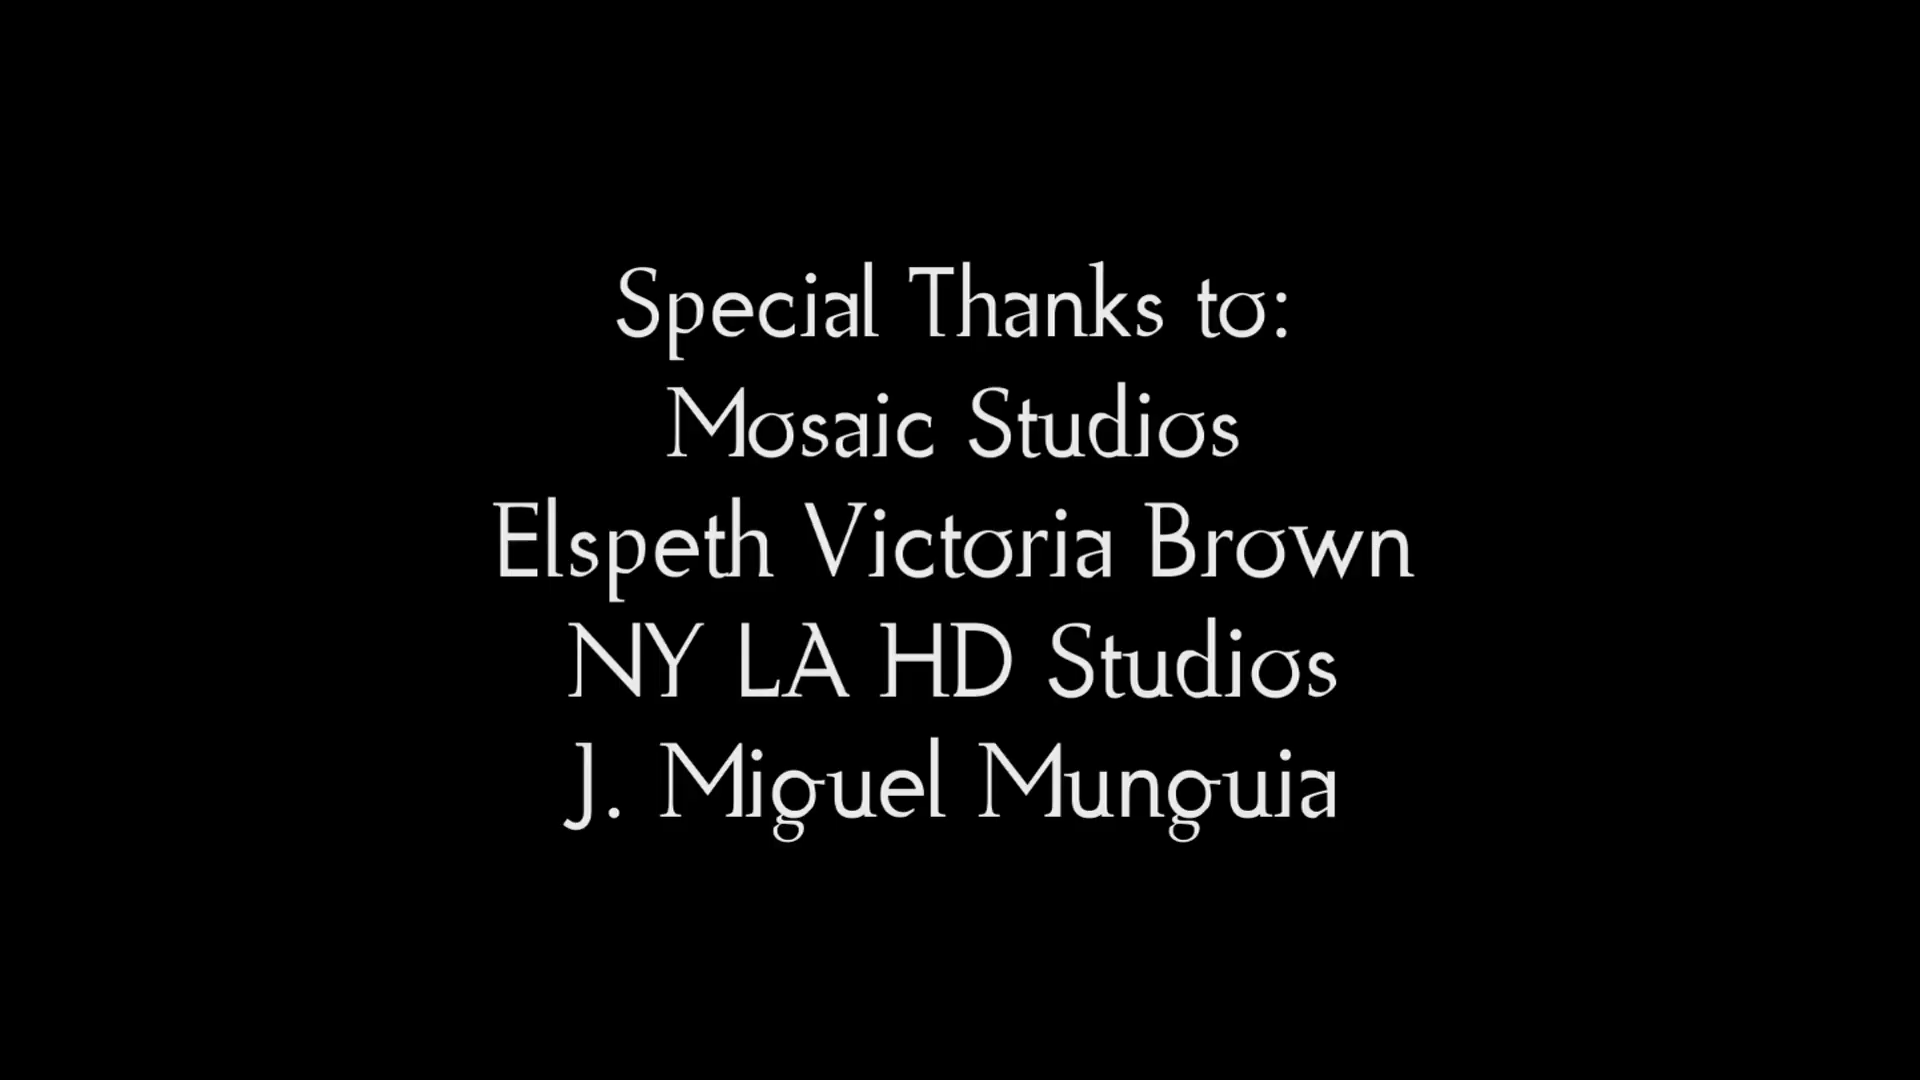 Special Thanks to:
Mosaic Studios
Elspeth Victoria Brown
NY LA HD Studios
J. Miguel Munguia